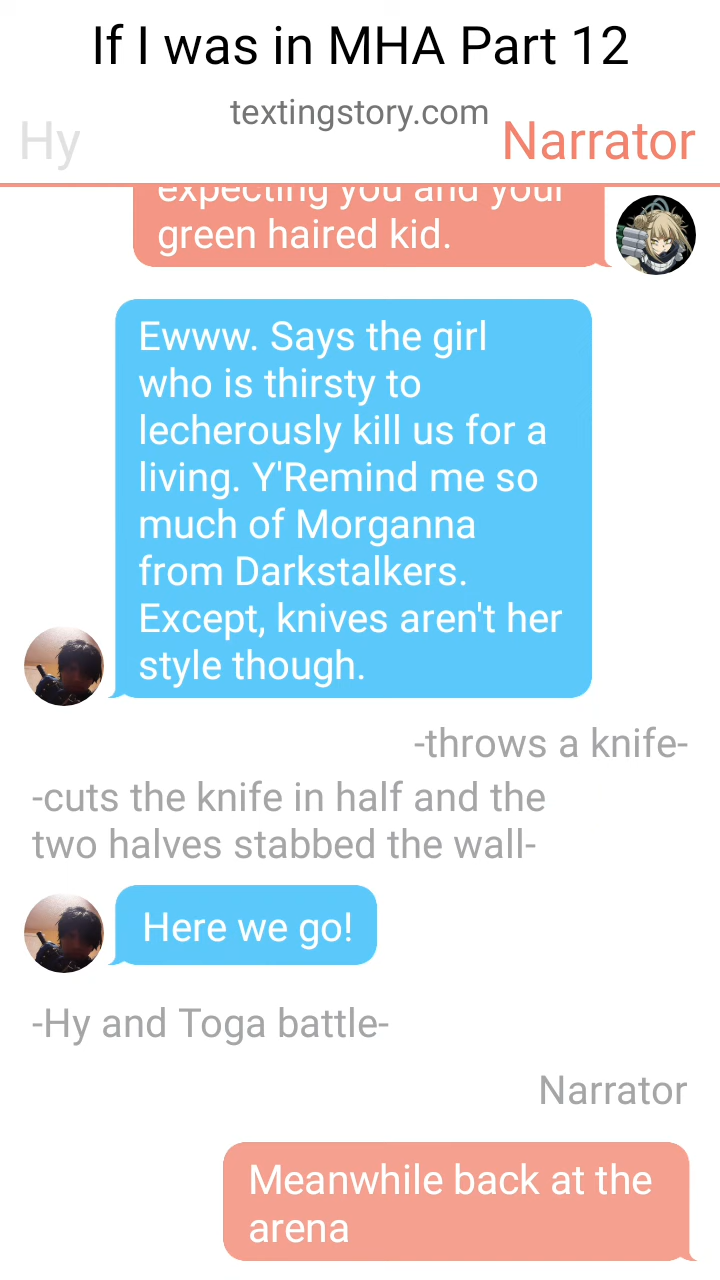 If I was in MHA Part 12
textingstory.com
Hy
Narrator
expecting you and your
green haired kid.
Ewww. Says the girl
who is thirsty to
lecherously kill us for a
living. Y'Remind me so
much of Morganna
from Darkstalkers.
Except, knives aren't her
style though.
-throws a knife-
-cuts the knife in half and the
two halves stabbed the wall-
Here we go!
-Hy and Toga battle-
Narrator
Meanwhile back at the
arena